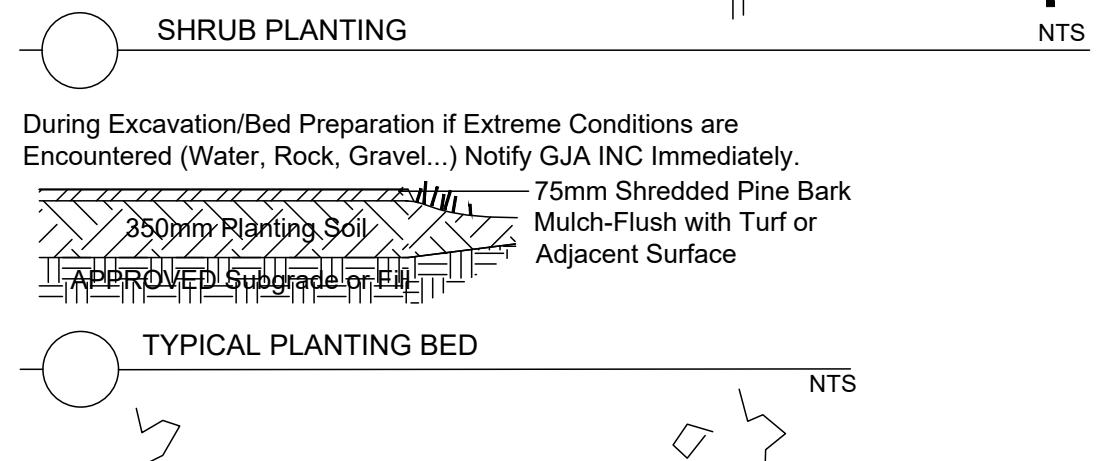 SHRUB PLANTING
NTS
During Excavation/Bed Preparation if Extreme Conditions are
Encountered (Water, Rock, Gravel...) Notify GJA INC Immediately.
75mm Shredded Pine Bark
Mulch-Flush with Turf or
Adjacent Surface
350mm Planting Soil
APPROVED Subgrade or Fill
TYPICAL PLANTING BED
NTS